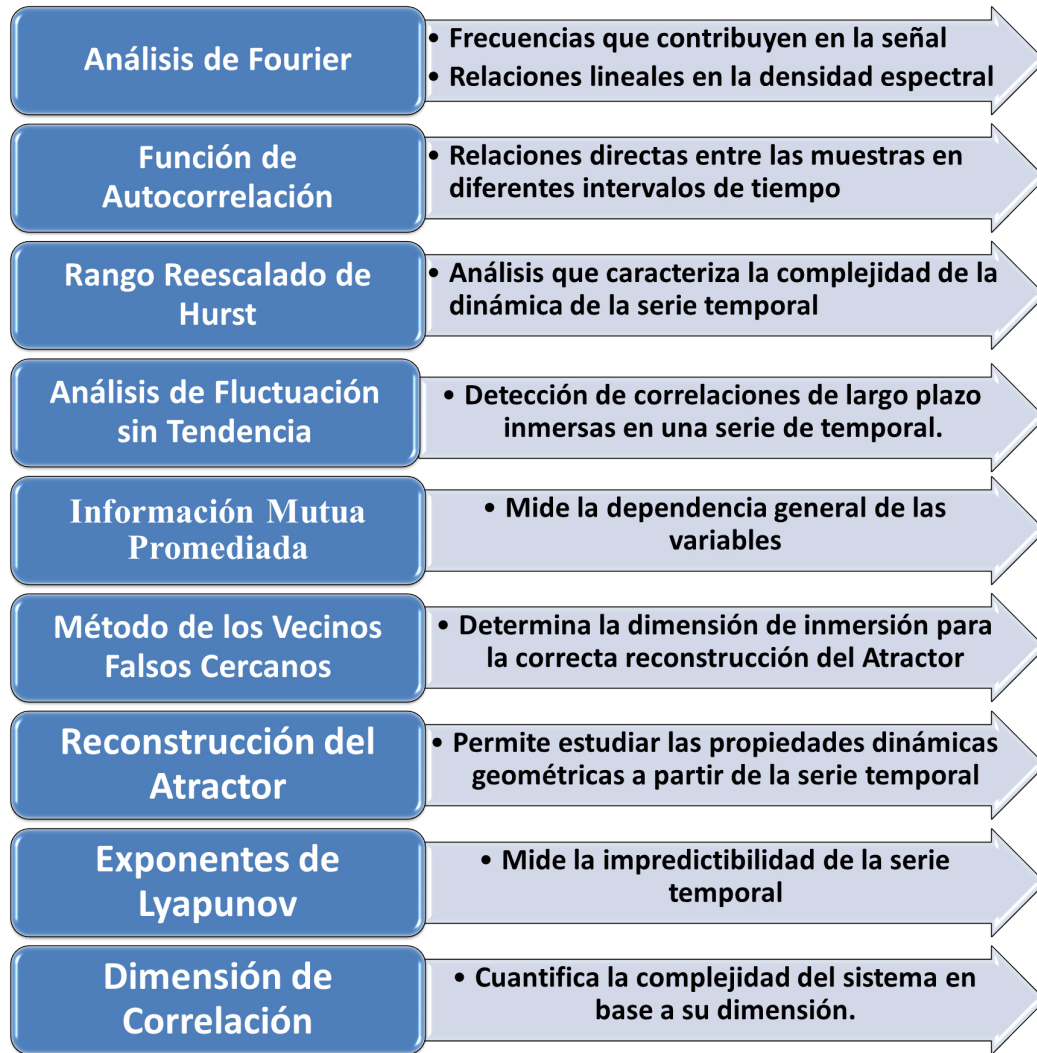 Análisis de Fourier
• Frecuencias que contribuyen en la señal
• Relaciones lineales en la densidad espectral
Función de
Autocorrelación
• Relaciones directas entre las muestras en
diferentes intervalos de tiempo
Rango Reescalado de
Hurst
• Análisis que caracteriza la complejidad de la
dinámica de la serie temporal
Análisis de Fluctuación
sin Tendencia
• Detección de correlaciones de largo plazo
inmersas en una serie de temporal.
Información Mutua
Promediada
• Mide la dependencia general de las
variables
Método de los Vecinos
Falsos Cercanos
• Determina la dimensión de inmersión para
la correcta reconstrucción del Atractor
Reconstrucción del
Atractor
• Permite estudiar las propiedades dinámicas
geométricas a partir de la serie temporal
Exponentes de
Lyapunov
• Mide la impredictibilidad de la serie
temporal
Dimensión de
Correlación
• Cuantifica la complejidad del sistema en
base a su dimensión.